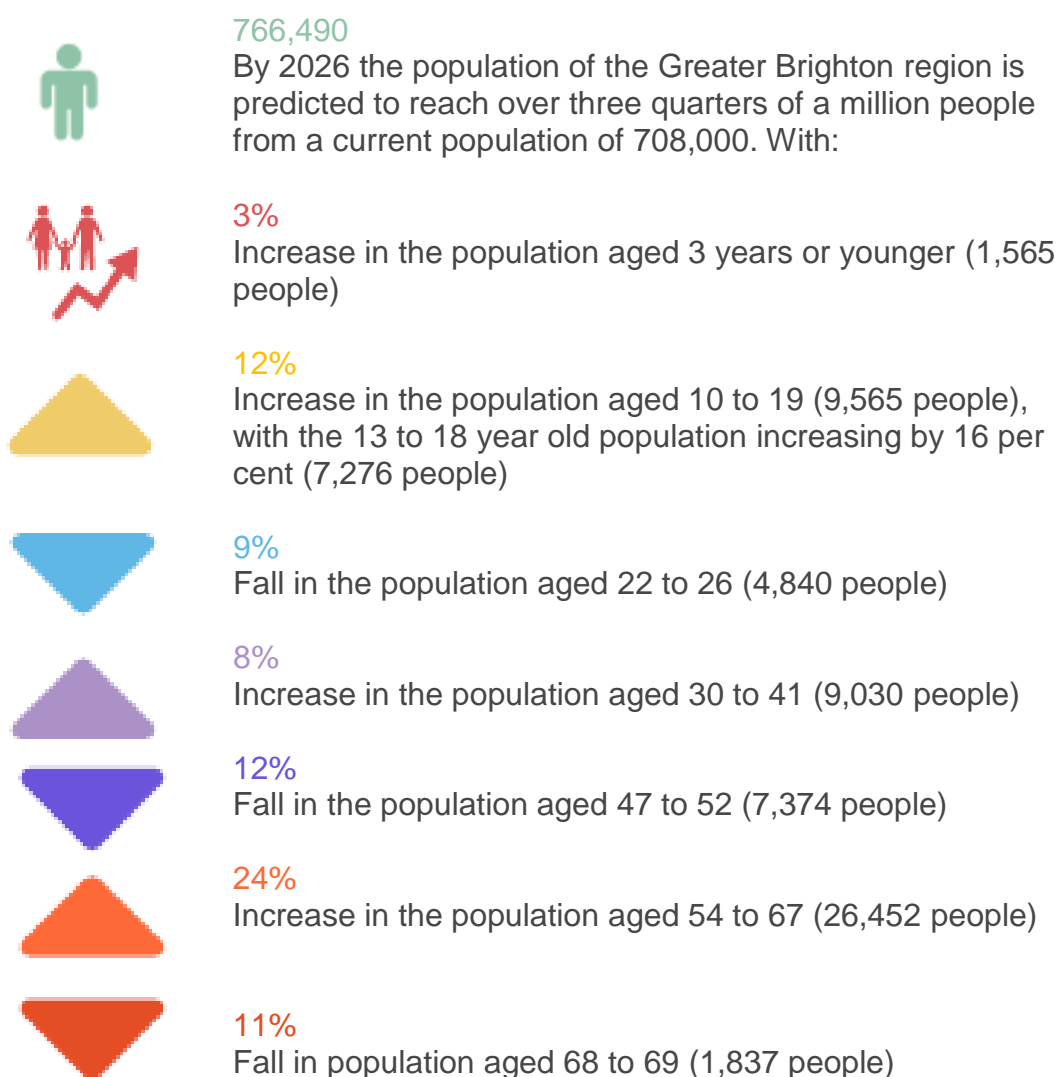 766,490
By 2026 the population of the Greater Brighton region is
predicted to reach over three quarters of a million people
from a current population of 708,000. With:
3%
Increase in the population aged 3 years or younger (1,565
people)
12%
Increase in the population aged 10 to 19 (9,565 people),
with the 13 to 18 year old population increasing by 16 per
cent (7,276 people)
9%
Fall in the population aged 22 to 26 (4,840 people)
8%
Increase in the population aged 30 to 41 (9,030 people)
12%
Fall in the population aged 47 to 52 (7,374 people)
24%
Increase in the population aged 54 to 67 (26,452 people)
11%
Fall in population aged 68 to 69 (1,837 people)